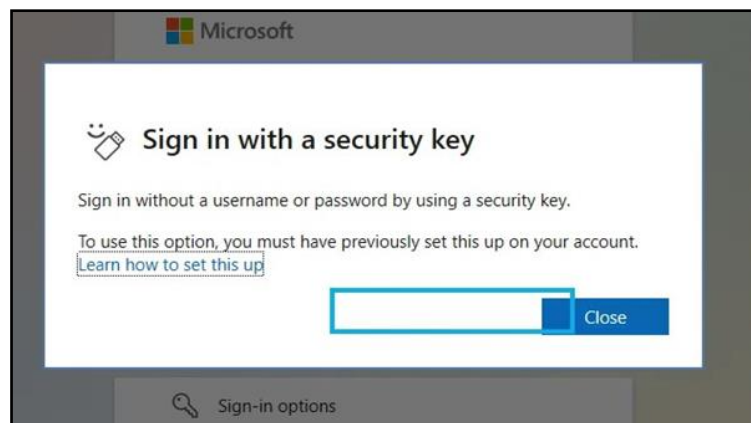 Microsoft
Sign in with a security key
Sign in without a username or password by using a security key.
To use this option, you must have previously set this up on your account.
Learn how to set this up
Close
Sign-in options